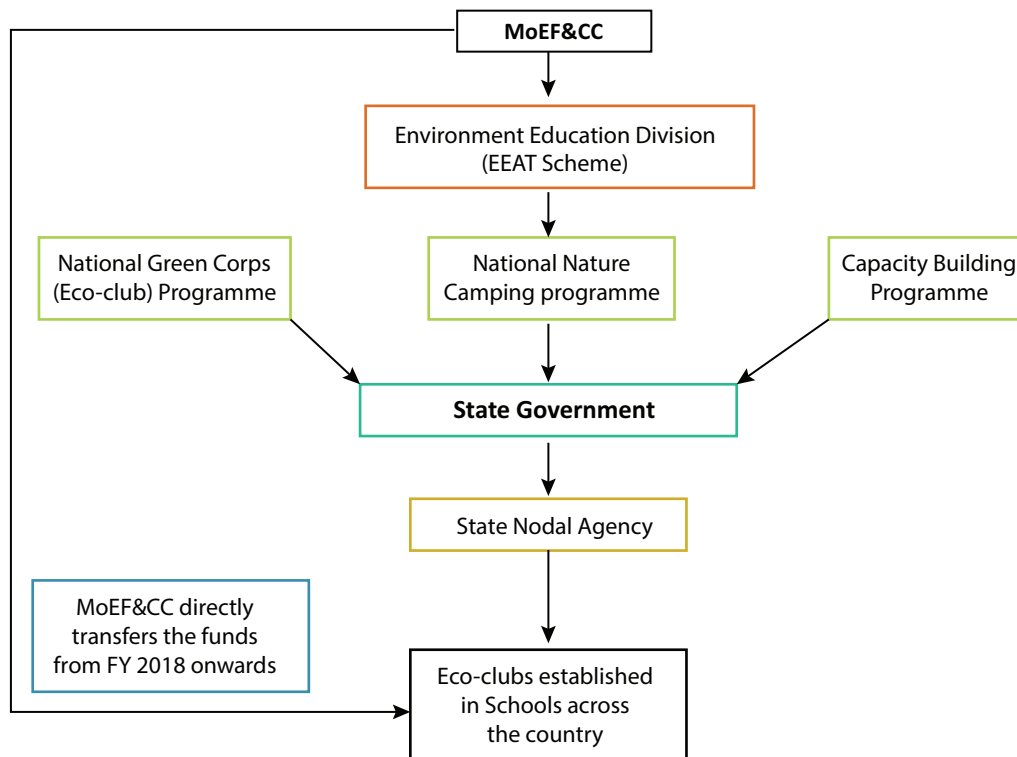 MoEF&CC
Environment Education Division
(EEAT Scheme)
National Green Corps
(Eco-club) Programme
National Nature
Camping programme
Capacity Building
Programme
State Government
State Nodal Agency
MoEF&CC directly
transfers the funds
from FY 2018 onwards
Eco-clubs established
in Schools across
the country